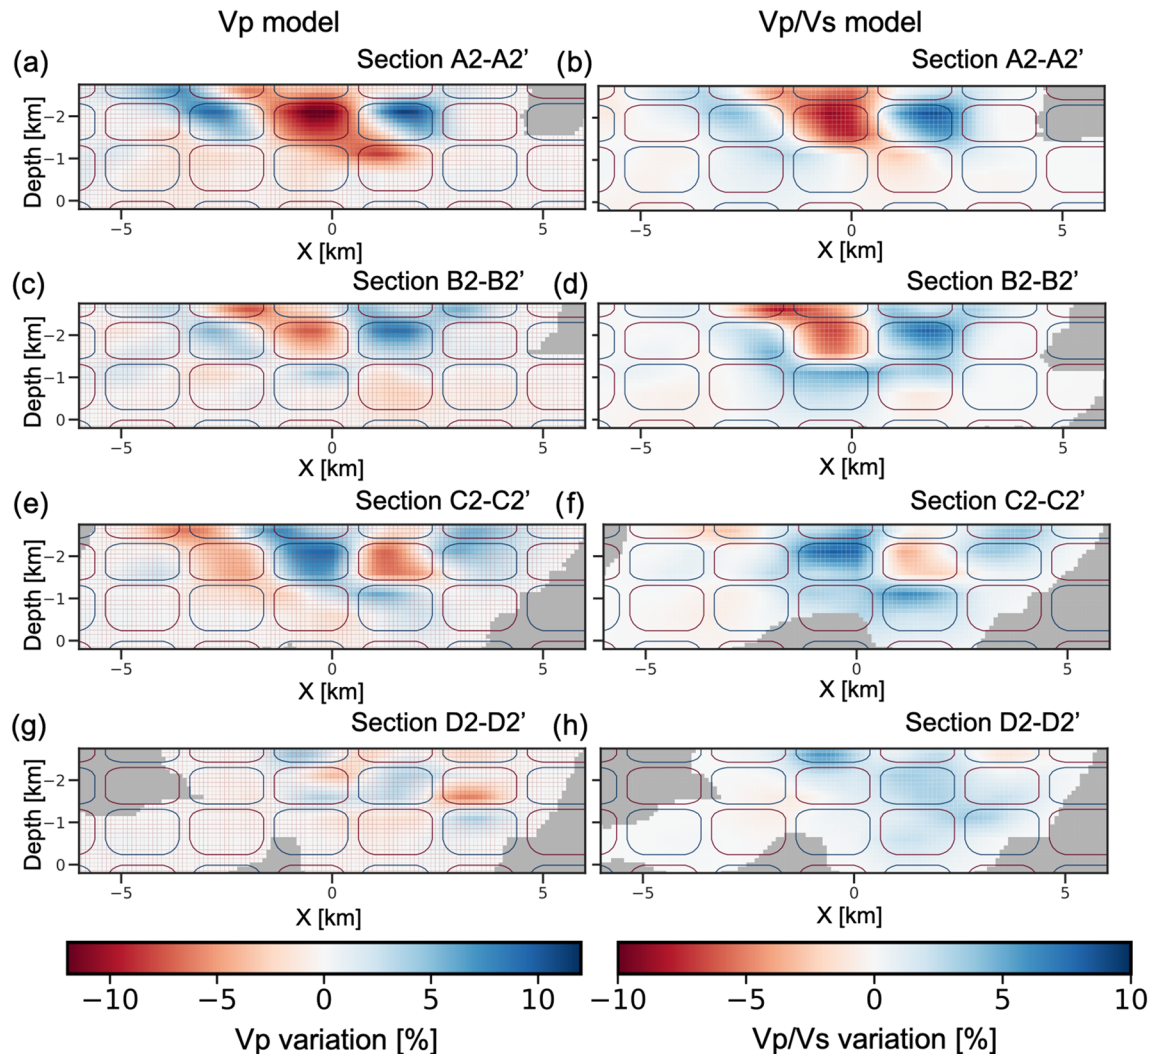 Vp model
Vp/Vs model
(a)
Section A2-A2’
(b)
Section A2-A2’
Depth [km]
−2
−1
0
−5
0
5
X [km]
−5
0
5
X [km]
(c)
Section B2-B2’
(d)
Section B2-B2’
Depth [km]
−2
−1
0
−5
0
5
X [km]
−5
0
5
X [km]
(e)
Section C2-C2’
(f)
Section C2-C2’
Depth [km]
−2
−1
0
−5
0
5
X [km]
−5
0
5
X [km]
(g)
Section D2-D2’
(h)
Section D2-D2’
Depth [km]
−2
−1
0
−5
0
5
X [km]
−5
0
5
X [km]
−10
−5
0
5
10
Vp variation [%]
−10
−5
0
5
10
Vp/Vs variation [%]